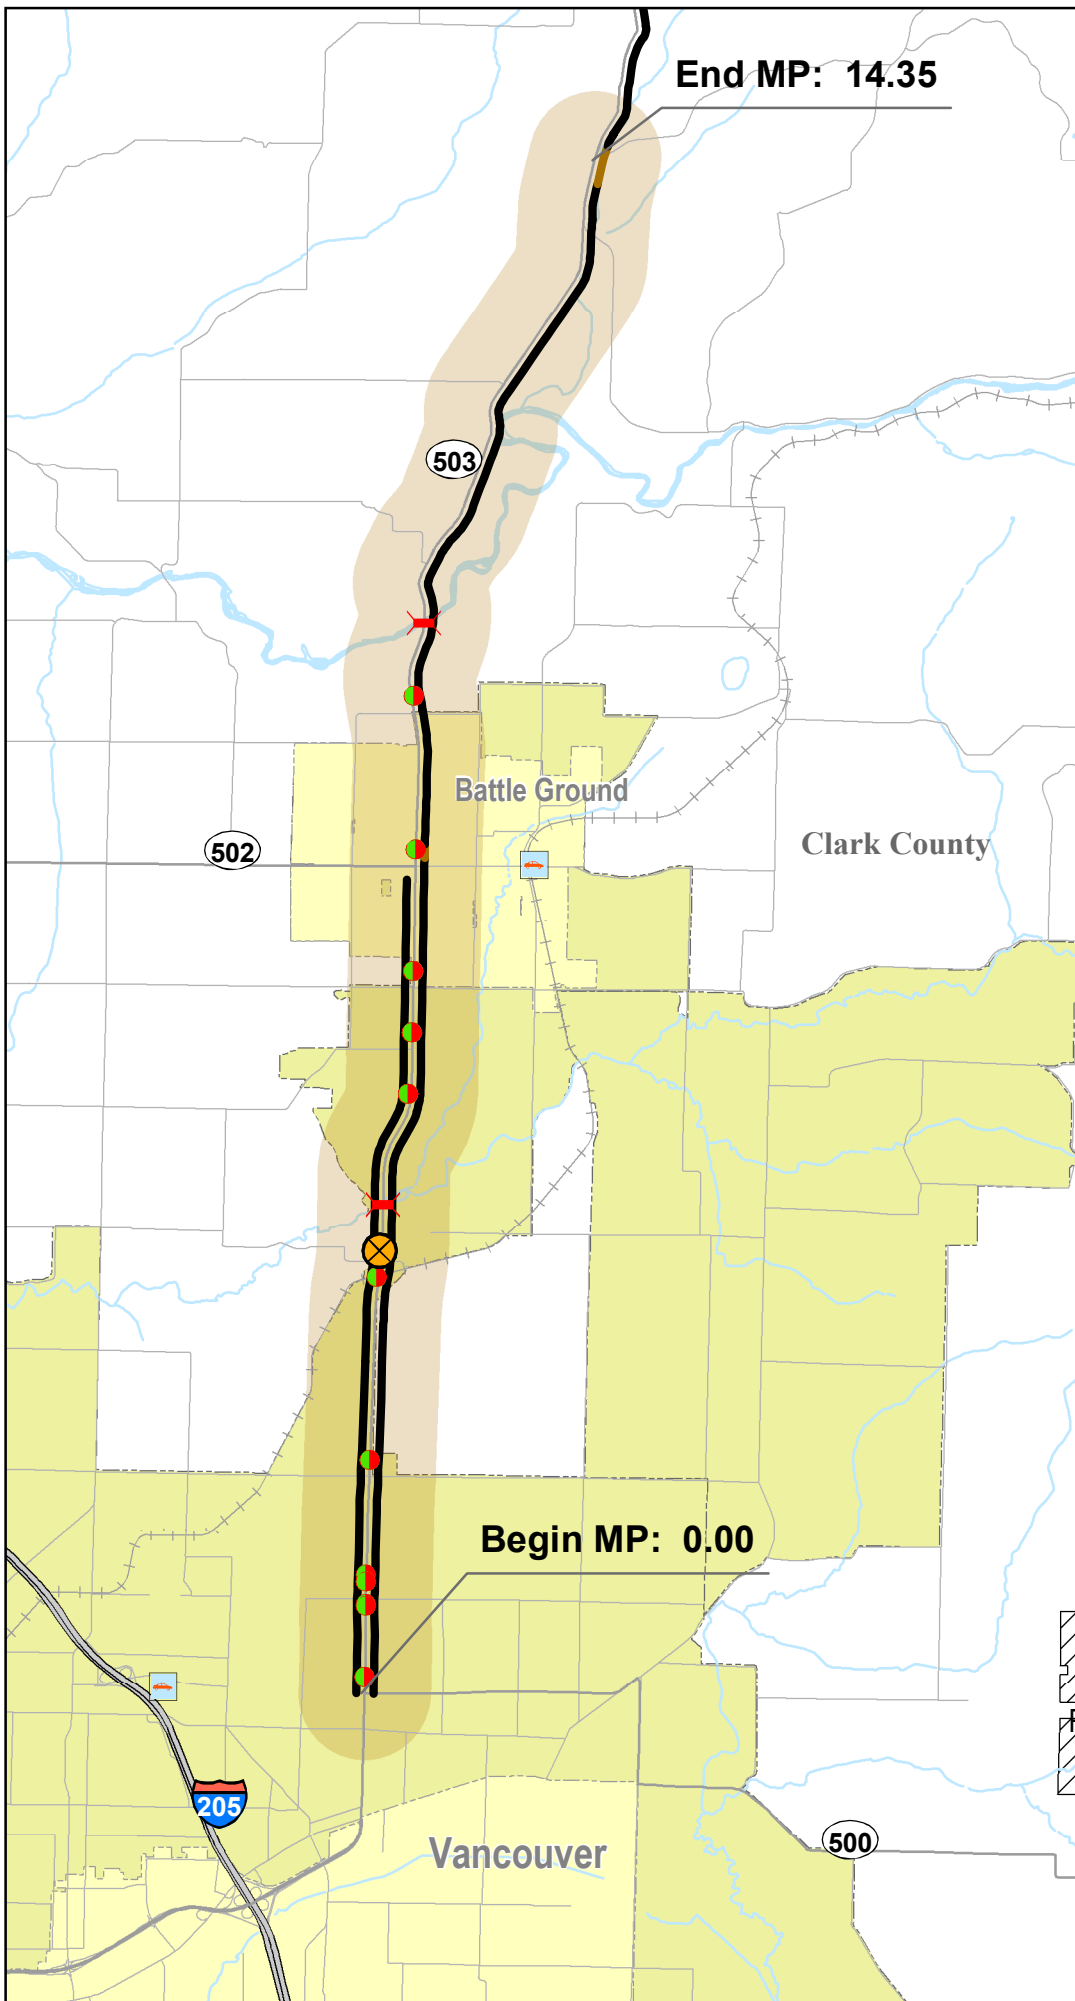 End MP: 14.35
503
Battle Ground
502
Clark County
Begin MP: 0.00
205
Vancouver
500